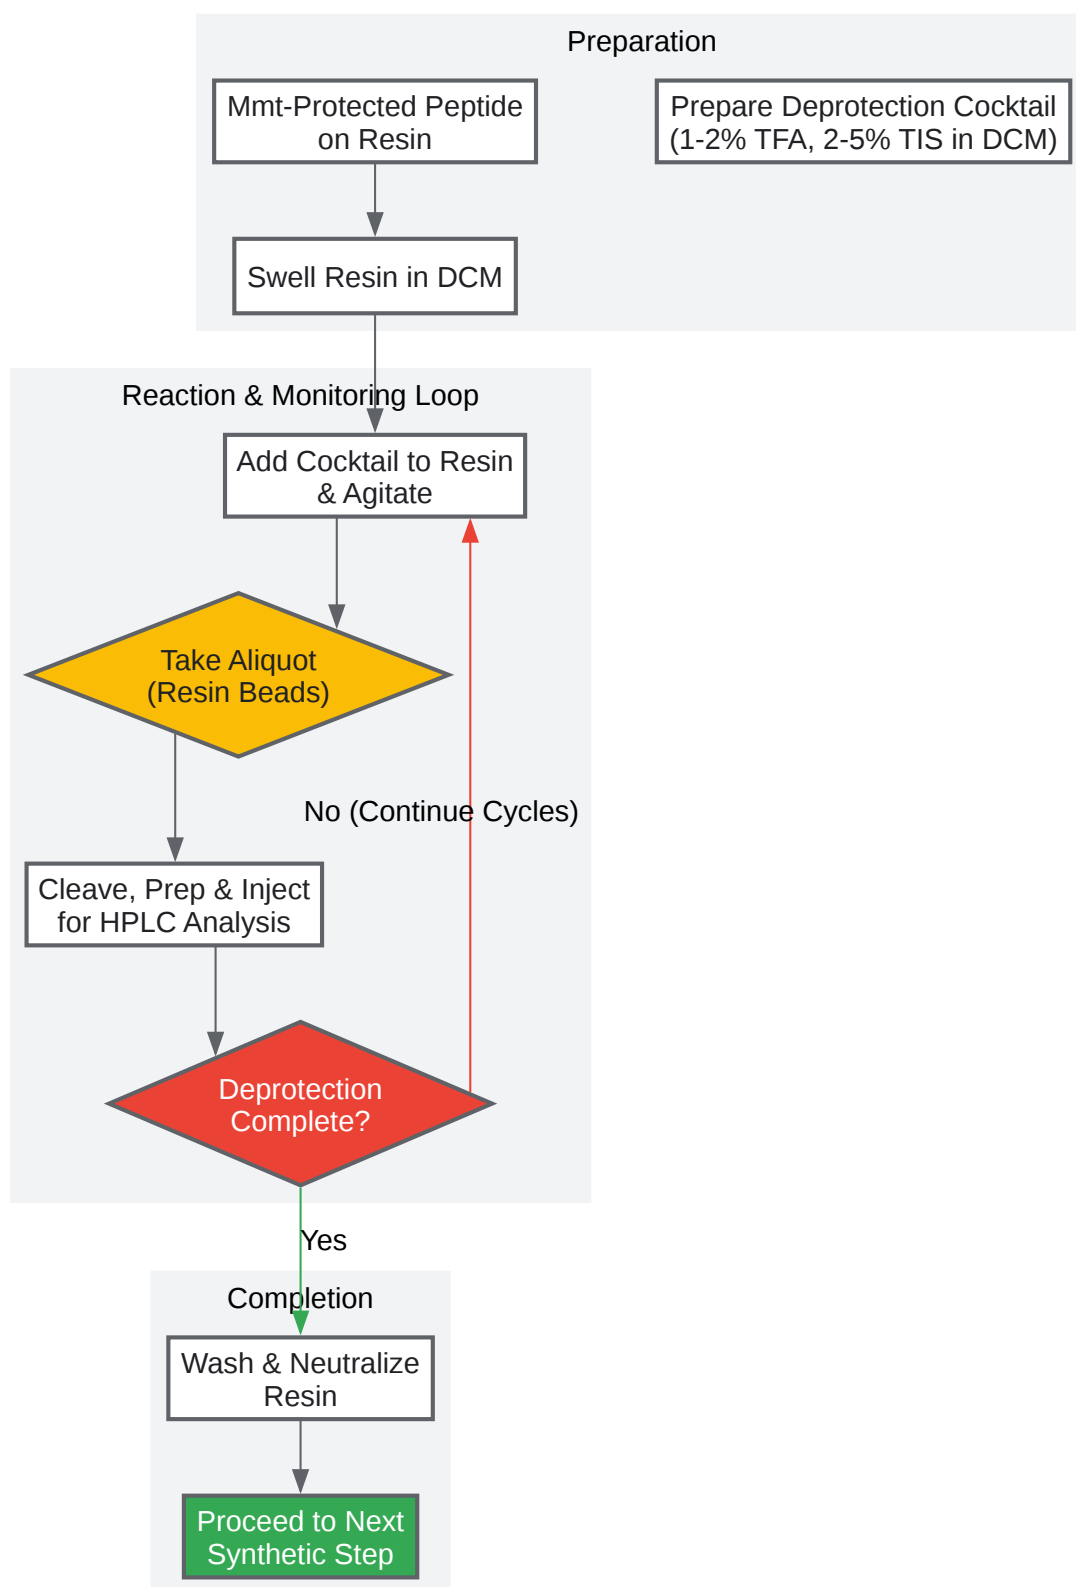 Preparation
Mmt-Protected Peptide
on Resin
Prepare Deprotection Cocktail
(1-2% TFA, 2-5% TIS in DCM)
Swell Resin in DCM
Reaction & Monitoring Loop
Add Cocktail to Resin
& Agitate
Take Aliquot
(Resin Beads)
No (Continue Cycles)
Cleave, Prep & Inject
for HPLC Analysis
Deprotection
Complete?
Yes
Completion
Wash & Neutralize
Resin
Proceed to Next
Synthetic Step